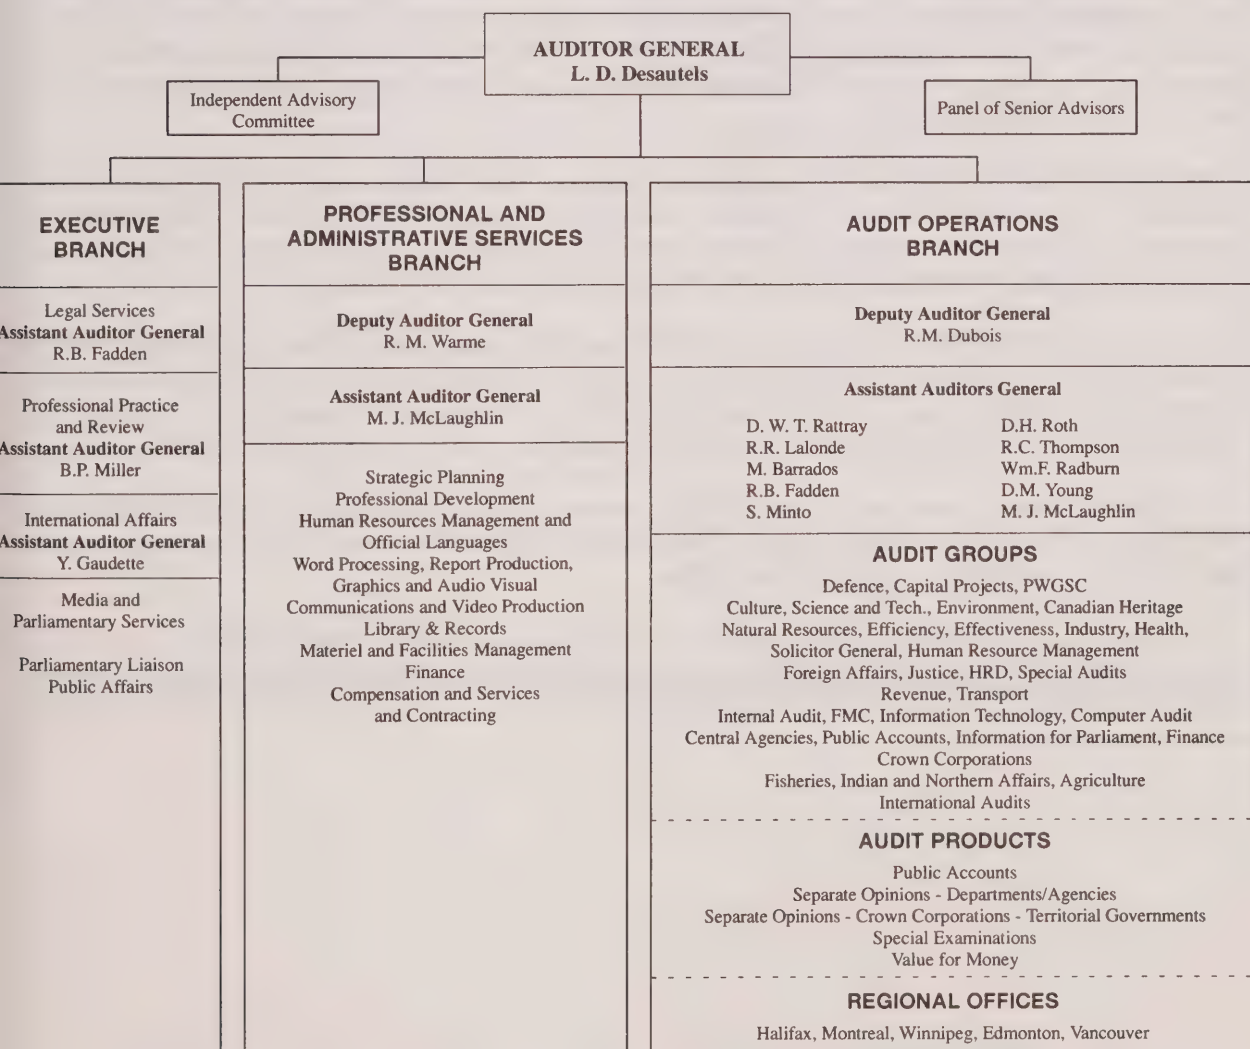 AUDITOR GENERAL
L. D. Desautels
Independent Advisory
Committee
Panel of Senior Advisors
EXECUTIVE
BRANCH
Legal Services
Assistant Auditor General
R.B. Fadden
Professional Practice
and Review
Assistant Auditor General
B.P. Miller
International Affairs
Assistant Auditor General
Y. Gaudette
Media and
Parliamentary Services
Parliamentary Liaison
Public Affairs
PROFESSIONAL AND
ADMINISTRATIVE SERVICES
BRANCH
Deputy Auditor General
R. M. Warme
Assistant Auditor General
M. J. McLaughlin
Strategic Planning
Professional Development
Human Resources Management and
Official Languages
Word Processing, Report Production,
Graphics and Audio Visual
Communications and Video Production
Library & Records
Materiel and Facilities Management
Finance
Compensation and Services
and Contracting
AUDIT OPERATIONS
BRANCH
Deputy Auditor General
R.M. Dubois
Assistant Auditors General
D. W. T. Rattray
R.R. Lalonde
M. Barrados
R.B. Fadden
S. Minto
D.H. Roth
R.C. Thompson
Wm.F. Radburn
D.M. Young
M. J. McLaughlin
AUDIT GROUPS
Defence, Capital Projects, PWGSC
Culture, Science and Tech., Environment, Canadian Heritage
Natural Resources, Efficiency, Effectiveness, Industry, Health,
Solicitor General, Human Resource Management
Foreign Affairs, Justice, HRD, Special Audits
Revenue, Transport
Internal Audit, FMC, Information Technology, Computer Audit
Central Agencies, Public Accounts, Information for Parliament, Finance
Crown Corporations
Fisheries, Indian and Northern Affairs, Agriculture
International Audits
AUDIT PRODUCTS
Public Accounts
Separate Opinions - Departments/Agencies
Separate Opinions - Crown Corporations - Territorial Governments
Special Examinations
Value for Money
REGIONAL OFFICES
Halifax, Montreal, Winnipeg, Edmonton, Vancouver